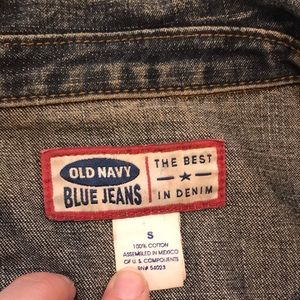 OLD NAVY
BLUE JEANS
THE BEST
IN DENIM
S
100% COTTON
ASSEMBLED IN MEXICO
OF U.S. COMPONENTS
RN# 54023